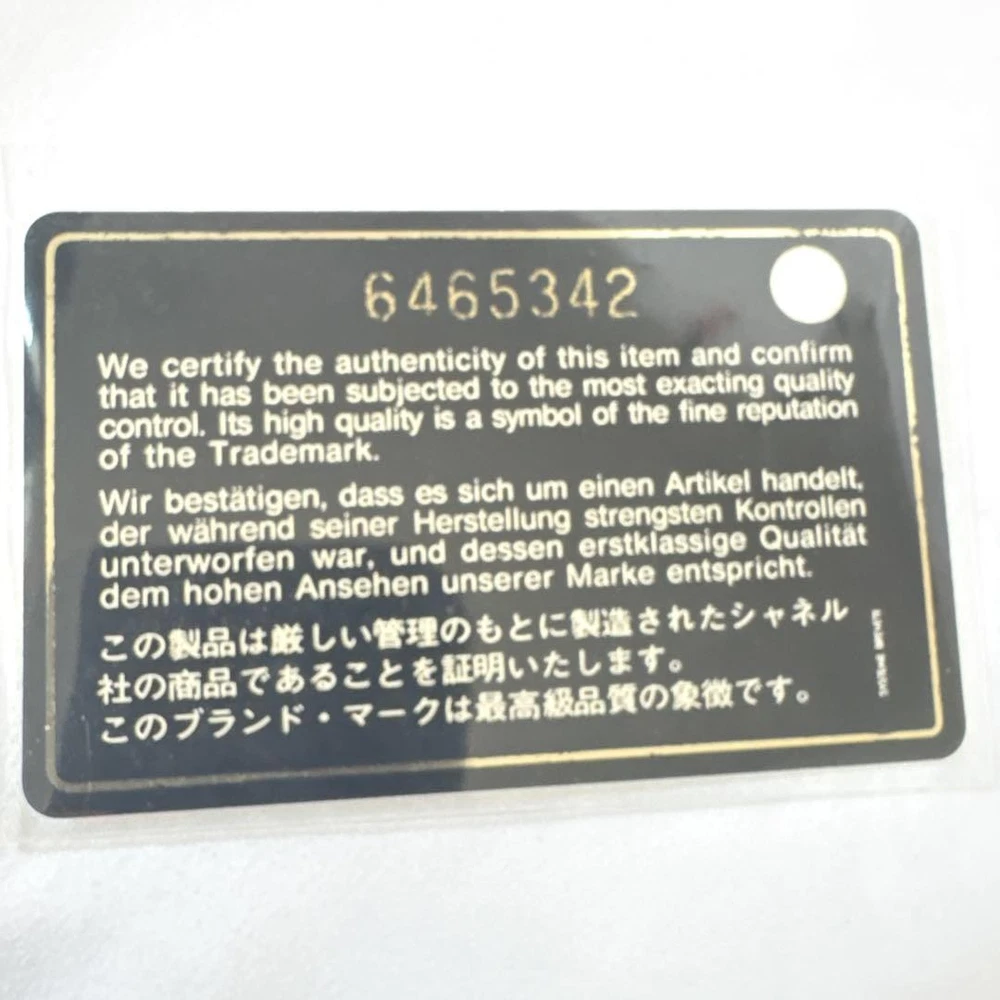 6465342
We certify the authenticity of this item and confirm
that it has been subjected to the most exacting quality
control. Its high quality is a symbol of the fine reputation
of the Trademark.
Wir bestätigen, dass es sich um einen Artikel handelt,
der während seiner Herstellung strengsten Kontrollen
unterworfen war, und dessen erstklassige Qualität
dem hohen Ansehen unserer Marke entspricht.
この製品は厳しい管理のもとに製造されたシャネル
社の商品であることを証明いたします。
このブランド・マークは最高級品質の象徴です。